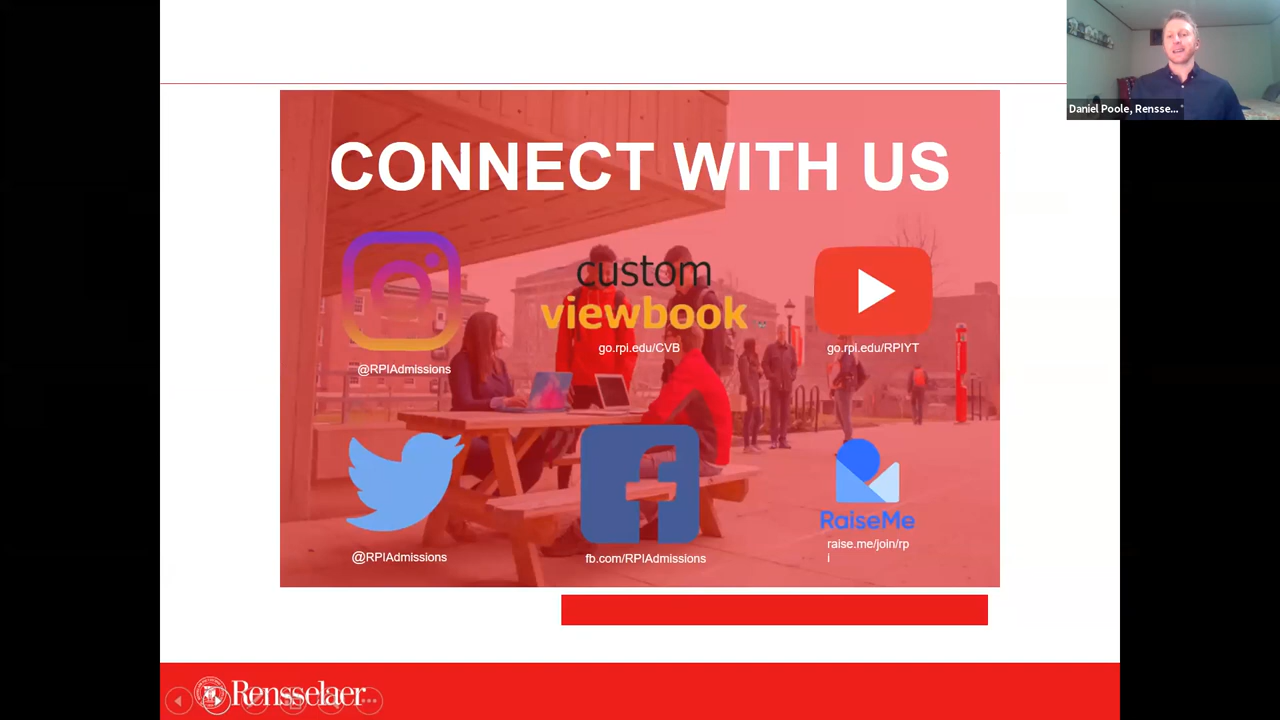 Daniel Poole, Rensse...
CONNECT WITH US
custom
viewbook
go.rpi.edu/CVB
go.rpi.edu/RPIYT
@RPIAdmissions
RaiseMe
@RPIAdmissions
fb.com/RPIAdmissions
raise.me/join/rp
i
Rensselaer